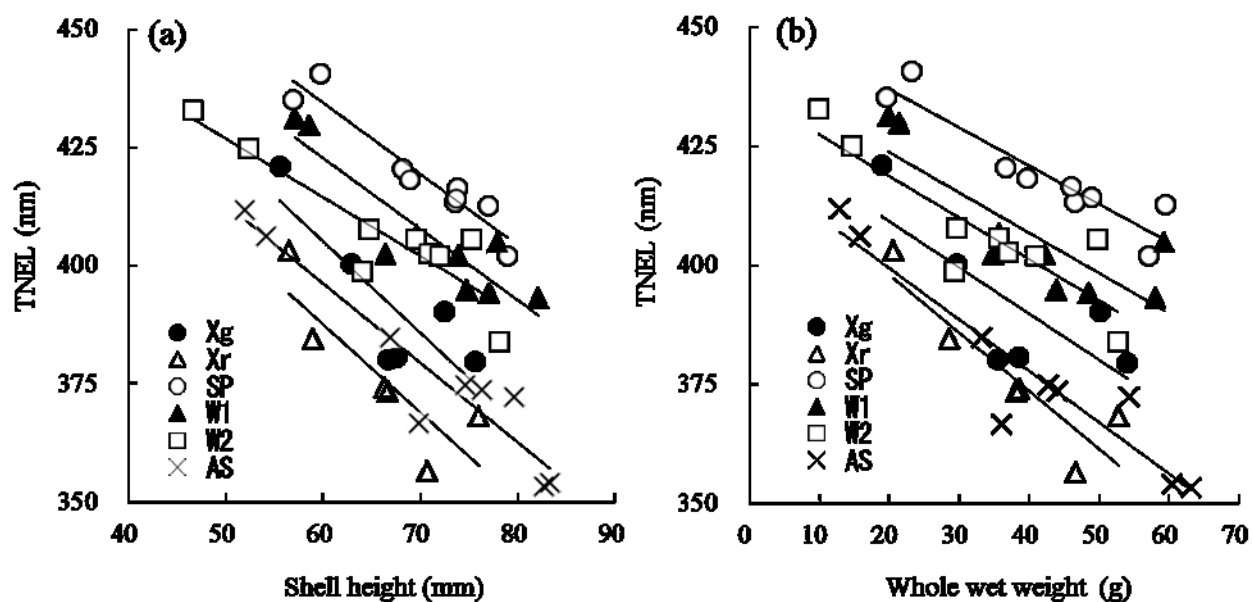 (a)
TNEL (nm)
450
425
400
375
350
Xg
Xr
SP
W1
W2
AS
40 50 60 70 80 90
Shell height (mm)
(b)
TNEL (nm)
450
425
400
375
350
Xg
Xr
SP
W1
W2
AS
0 10 20 30 40 50 60 70
Whole wet weight (g)